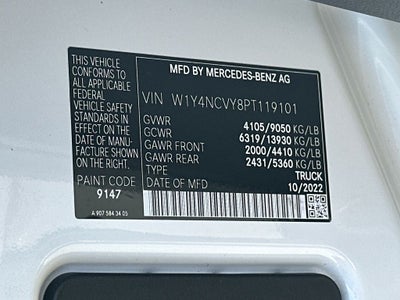 MFD BY MERCEDES-BENZ AG
THIS VEHICLE
CONFORMS TO
ALL APPLICABLE
FEDERAL MOTOR
VEHICLE SAFETY
STANDARDS IN
EFFECT ON THE
DATE OF MANU-
FACTURE SHOWN
ON THE RIGHT.
PAINT CODE
9147
A 907 584 34 05
VIN W1Y4NCVY8PT119101
GVWR 4105/9050 KG/LB
GCWR 6319/13930 KG/LB
GAWR FRONT 2000/4410 KG/LB
GAWR REAR 2431/5360 KG/LB
TYPE TRUCK
DATE OF MFD 10/2022